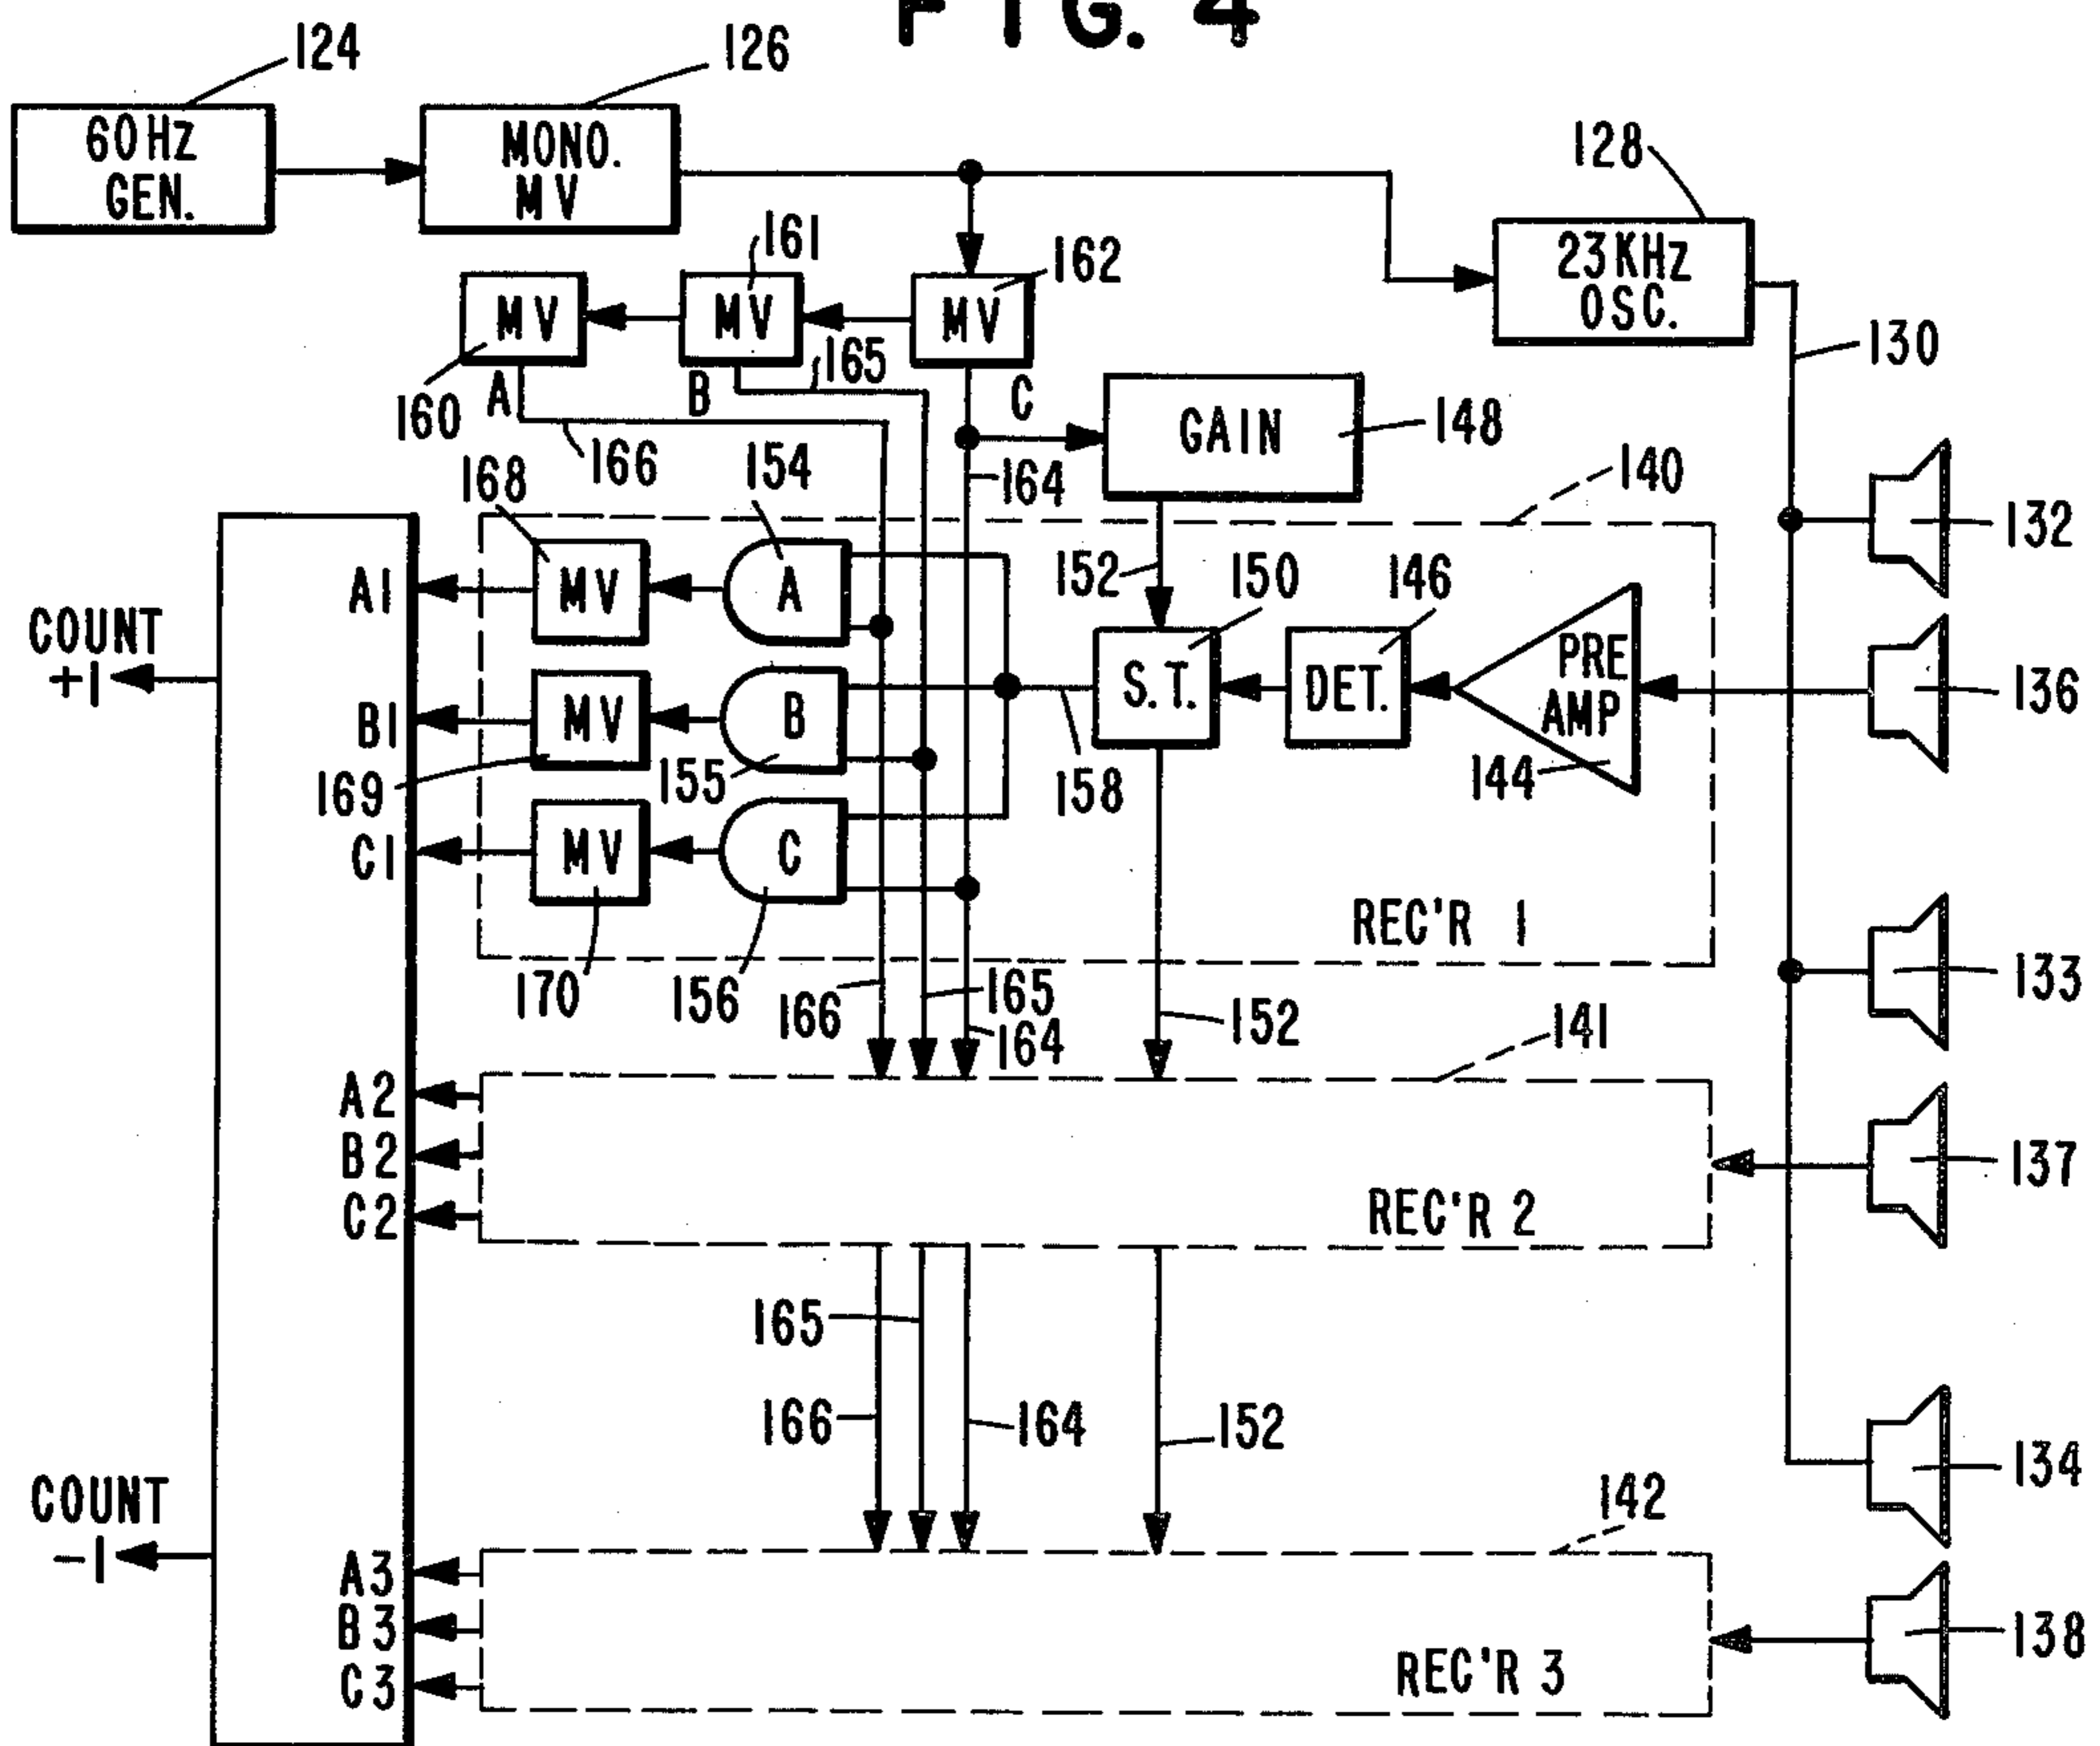 FIG. 4
124
126
60HZ
GEN.
MONO.
MV
128
23KHZ
OSC.
161
162
MV
MV
MV
130
160
A
B
165
C
GAIN
148
166
164
168
154
140
132
152
150
146
A1
MV
A
COUNT
+1
S.T.
DET.
PRE
AMP
136
B1
MV
B
169
155
158
144
C1
MV
C
REC'R 1
170
156
166
165
164
152
141
133
A2
B2
C2
REC'R 2
137
165
166
164
152
134
COUNT
-1
142
A3
B3
C3
REC'R 3
138